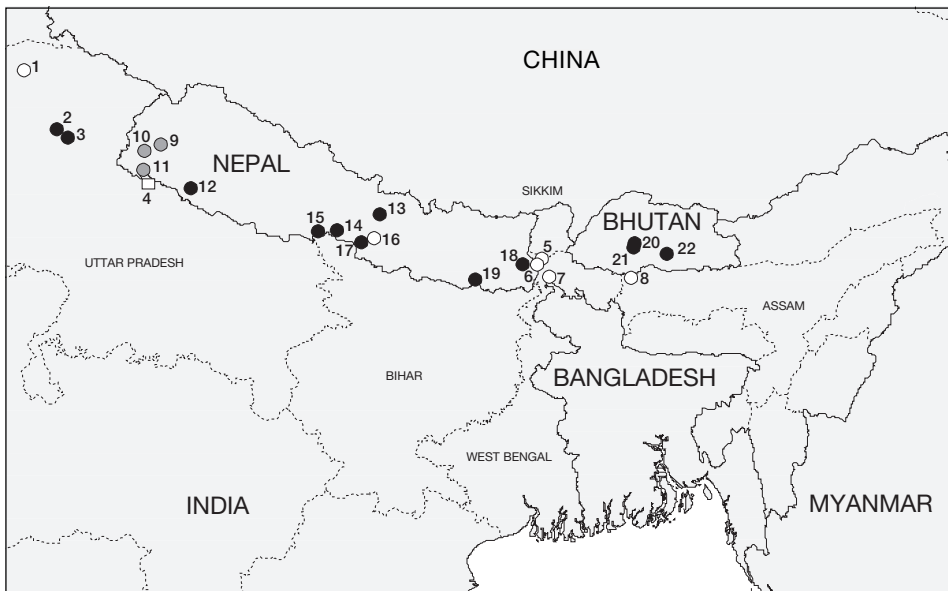 CHINA
1
2
3
10
9
11
4
NEPAL
12
SIKKIM
13
BHUTAN
15
14
17
16
20
21
22
5
18
6
7
8
19
UTTAR PRADESH
ASSAM
BIHAR
BANGLADESH
WEST BENGAL
INDIA
MYANMAR